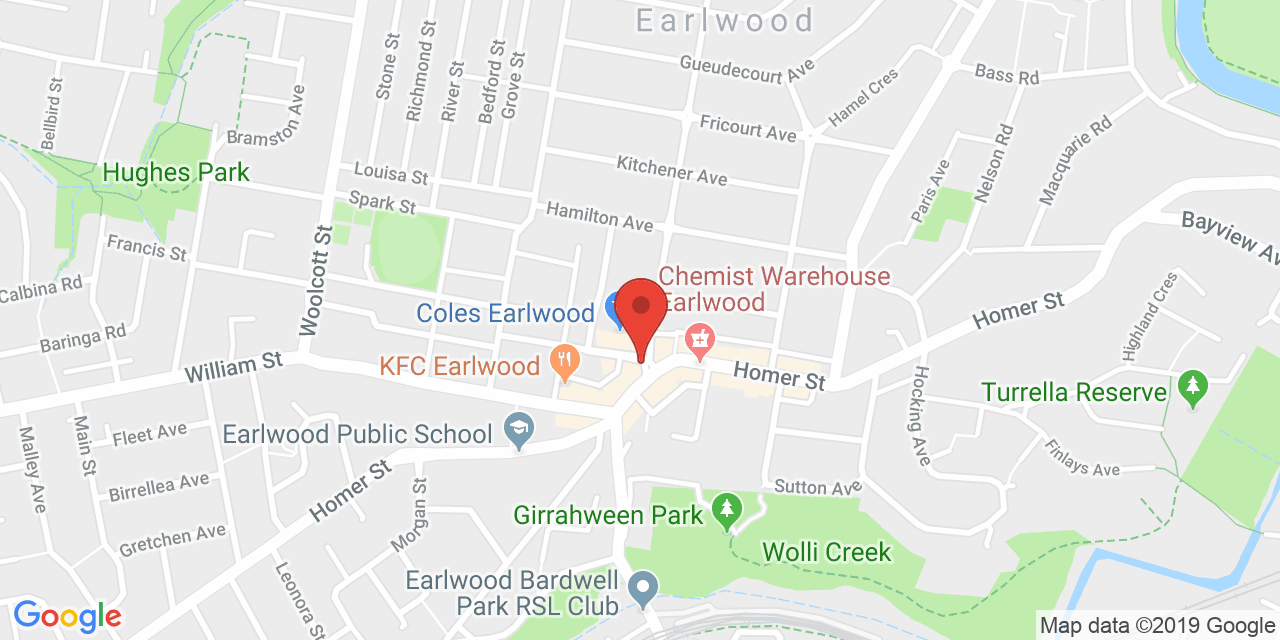 Earlwood
Gueudecourt Ave
Bass Rd
Stone St
Richmond St
River St
Bedford St
Grove St
Bellbird St
Bramston Ave
Hamel Cres
Fricourt Ave
Macquarie Rd
Nelson Rd
Hughes Park
Louisa St
Kitchener Ave
Paris Ave
Spark St
Hamilton Ave
Bayview Av
Francis St
Woolcott St
Calbina Rd
Chemist Warehouse
Earlwood
Coles Earlwood
Homer St
Highland Cres
Baringa Rd
William St
KFC Earlwood
Homer St
Turrella Reserve
Hocking Ave
Fleet Ave
Main St
Malley Ave
Earlwood Public School
Finlays Ave
Birrellea Ave
Homer St
Sutton Ave
Morgan St
Gretchen Ave
Girrahween Park
Wolli Creek
Leonora St
Earlwood Bardwell
Park RSL Club
Google
Map data ©2019 Google